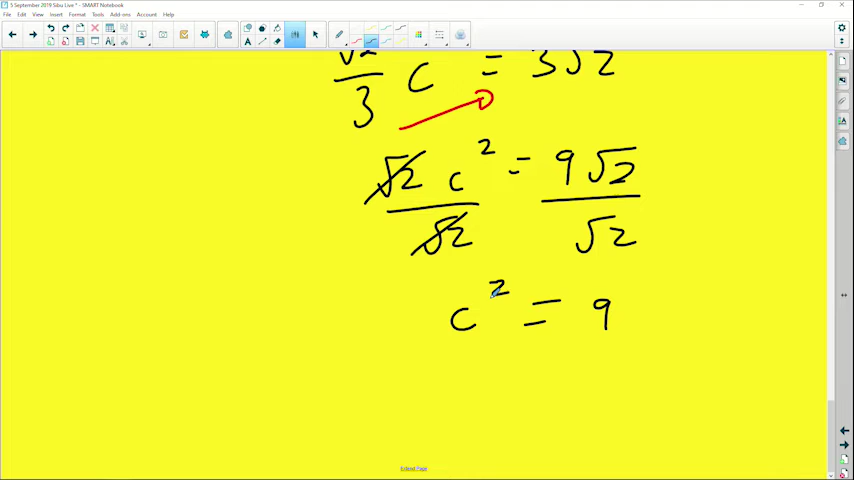 5 September 2019 Sibu Live * - SMART Notebook
File Edit View Insert Format Tools Add-ons Account Help
√2/3 c = 3√2
√2 c² / √2 = 9√2 / √2
c² = 9
Extend Page